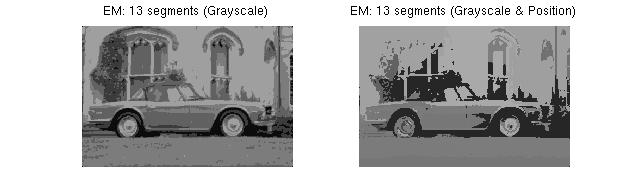 EM: 13 segments (Grayscale)
EM: 13 segments (Grayscale & Position)